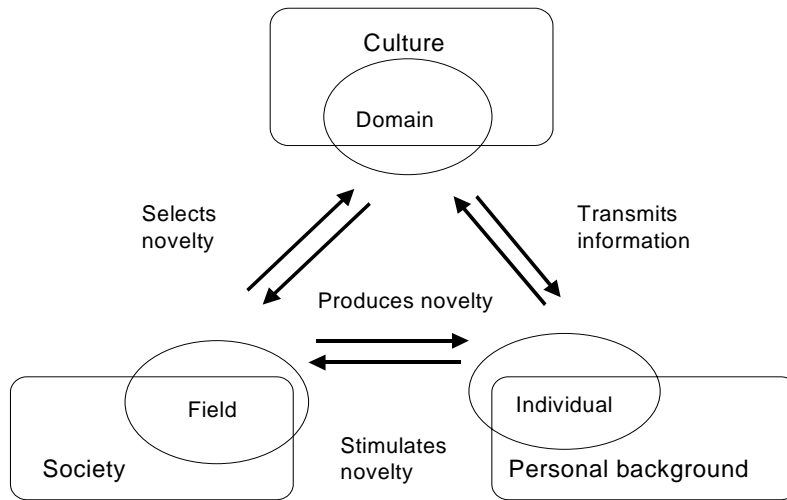 Culture
Domain
Selects
novelty
Transmits
information
Produces novelty
Field
Individual
Society
Stimulates
novelty
Personal background